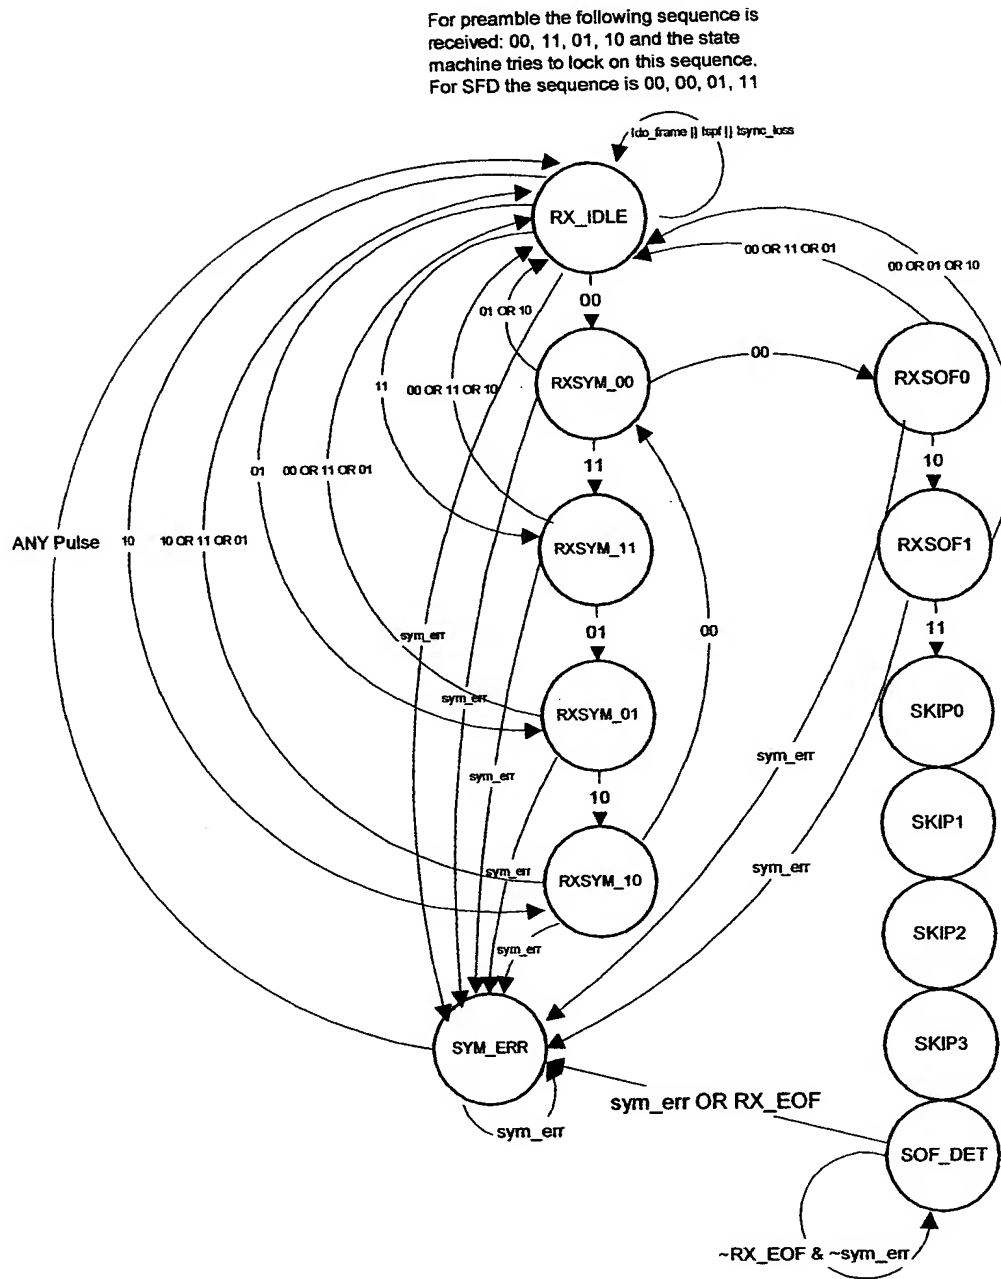 For preamble the following sequence is
received: 00, 11, 01, 10 and the state
machine tries to lock on this sequence.
For SFD the sequence is 00, 00, 01, 11
!do_frame || !spf || !sync_loss
RX_IDLE
00 OR 11 OR 01
00 OR 01 OR 10
00
01 OR 10
RXSYM_00
00
RXSOF0
11
00 OR 11 OR 10
11
10
01
00 OR 11 OR 01
ANY Pulse
10
10 OR 11 OR 01
RXSYM_11
RXSOF1
01
00
11
sym_err
sym_err
RXSYM_01
SKIP0
sym_err
sym_err
10
SKIP1
sym_err
RXSYM_10
sym_err
sym_err
SKIP2
SYM_ERR
SKIP3
sym_err OR RX_EOF
sym_err
SOF_DET
~RX_EOF & ~sym_err